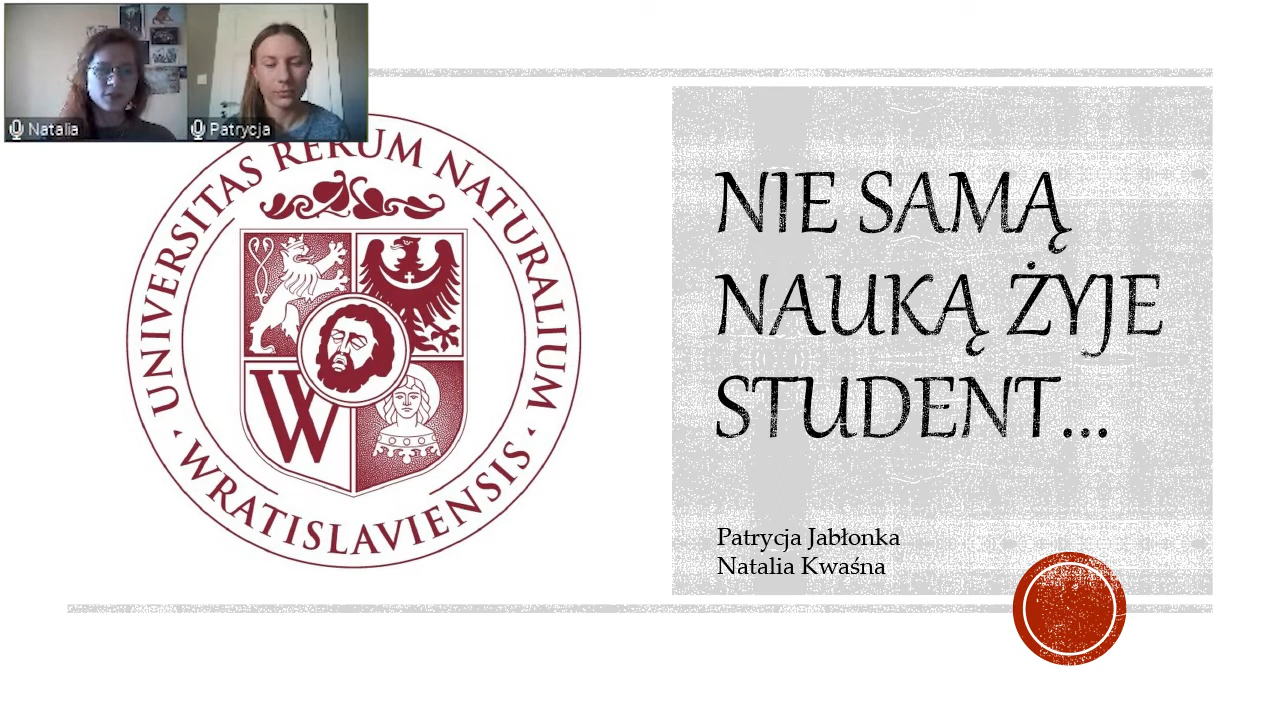 Natalia
Patrycja
UNIVERSITAS RERUM NATURALIUM
WRATISLAVIENSIS
W
NIE SAMĄ
NAUKĄ ŻYJE
STUDENT...
Patrycja Jabłonka
Natalia Kwaśna